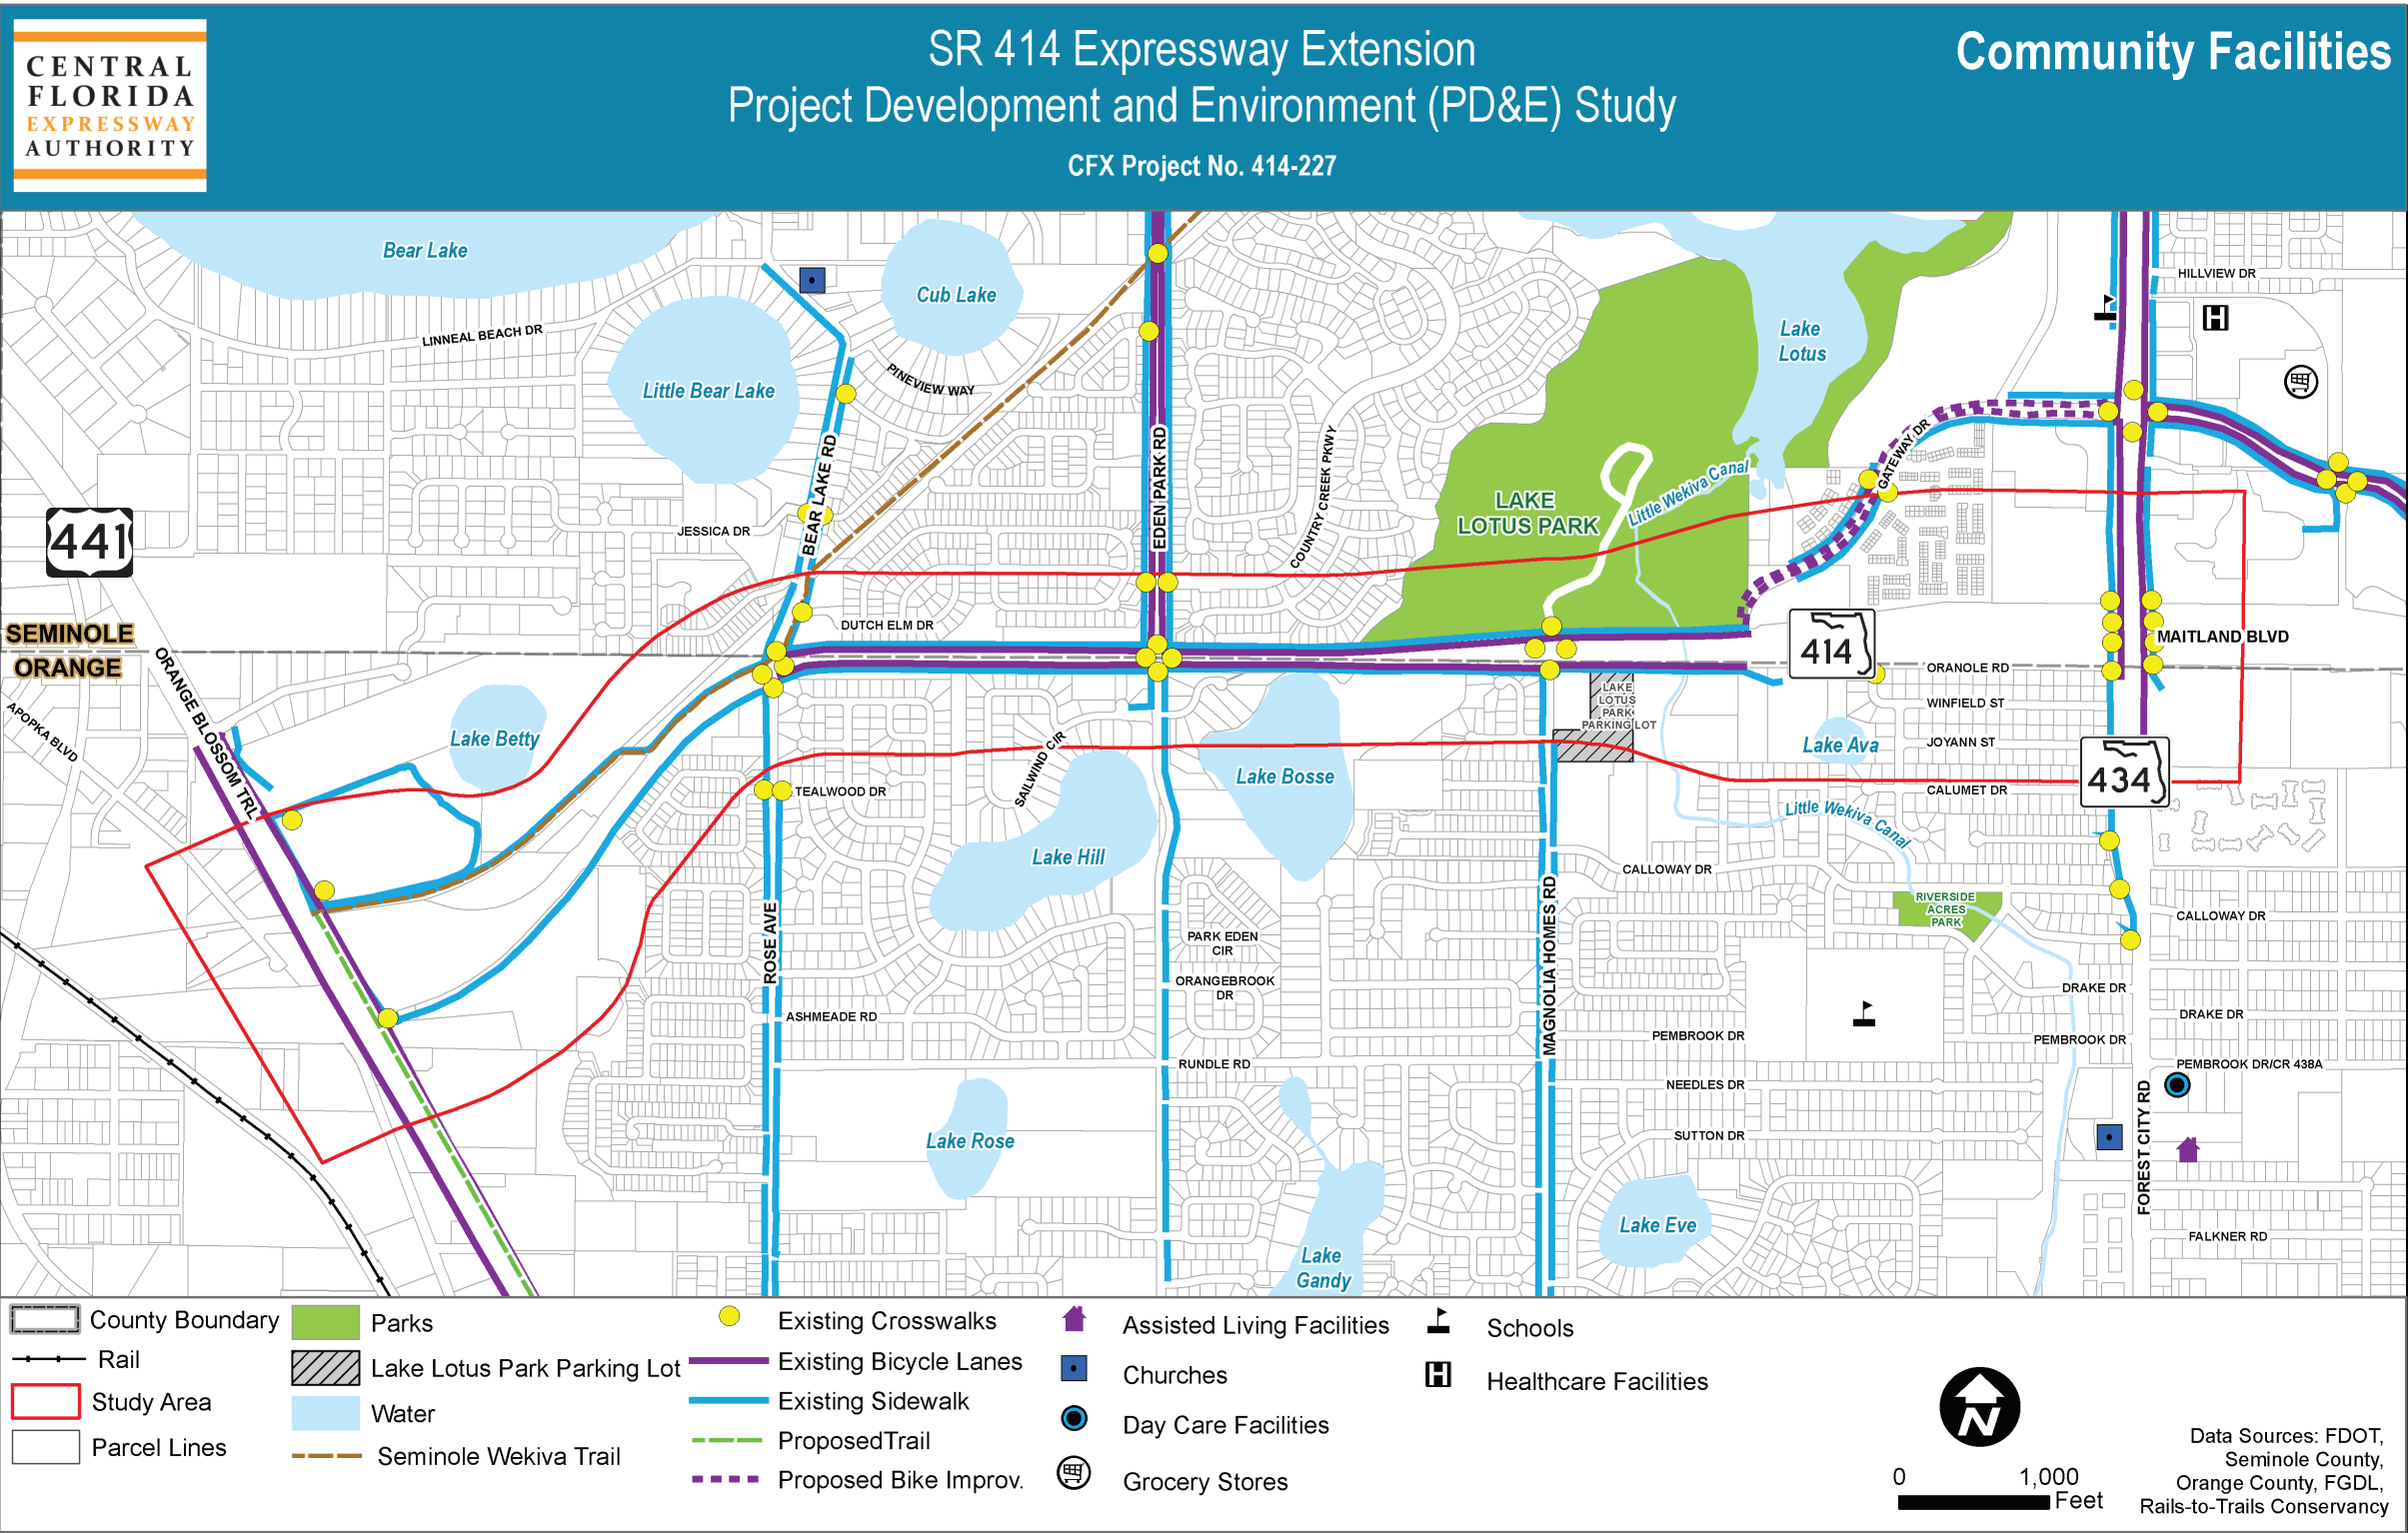 CENTRAL
FLORIDA
EXPRESSWAY
AUTHORITY
SR 414 Expressway Extension
Project Development and Environment (PD&E) Study
CFX Project No. 414-227
Community Facilities
Bear Lake
Cub Lake
HILLVIEW DR
LINNEAL BEACH DR
Lake
Lotus
Little Bear Lake
PINEVIEW WAY
BEAR LAKE RD
EDEN PARK RD
COUNTRY CREEK PKWY
GATEWAY DR
Little Wekiva Canal
LAKE
LOTUS PARK
441
JESSICA DR
DUTCH ELM DR
SEMINOLE
ORANGE
414
MAITLAND BLVD
ORANOLE RD
ORANGE BLOSSOM TRL
APOPKA BLVD
LAKE
LOTUS
PARK
PARKING LOT
WINFIELD ST
Lake Betty
SAILWIND CIR
Lake Ava
JOYANN ST
Lake Bosse
434
TEALWOOD DR
CALUMET DR
Little Wekiva Canal
Lake Hill
CALLOWAY DR
RIVERSIDE
ACRES
PARK
CALLOWAY DR
ROSE AVE
MAGNOLIA HOMES RD
PARK EDEN
CIR
ORANGEBROOK
DR
DRAKE DR
DRAKE DR
ASHMEADE RD
PEMBROOK DR
PEMBROOK DR
RUNDLE RD
PEMBROOK DR/CR 438A
NEEDLES DR
FOREST CITY RD
Lake Rose
SUTTON DR
Lake Eve
FALKNER RD
Lake
Gandy
County Boundary
Rail
Study Area
Parcel Lines
Parks
Lake Lotus Park Parking Lot
Water
Seminole Wekiva Trail
Existing Crosswalks
Existing Bicycle Lanes
Existing Sidewalk
ProposedTrail
Proposed Bike Improv.
Assisted Living Facilities
Churches
Day Care Facilities
Grocery Stores
Schools
H
Healthcare Facilities
N
0 1,000
Feet
Data Sources: FDOT,
Seminole County,
Orange County, FGDL,
Rails-to-Trails Conservancy